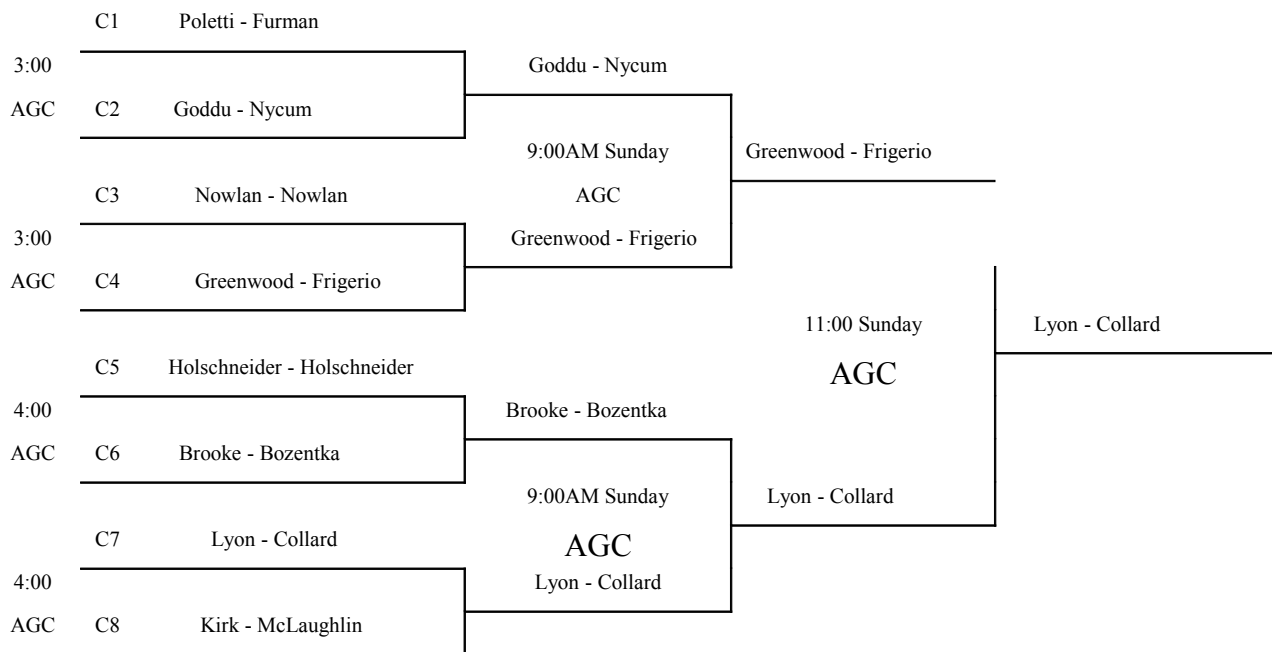 C1 Poletti - Furman
3:00 Goddu - Nycum
AGC C2 Goddu - Nycum
9:00AM Sunday Greenwood - Frigerio
C3 Nowlan - Nowlan AGC
3:00 Greenwood - Frigerio
AGC C4 Greenwood - Frigerio
11:00 Sunday Lyon - Collard
C5 Holschneider - Holschneider AGC
4:00 Brooke - Bozentka
AGC C6 Brooke - Bozentka
9:00AM Sunday Lyon - Collard
C7 Lyon - Collard AGC
4:00 Lyon - Collard
AGC C8 Kirk - McLaughlin